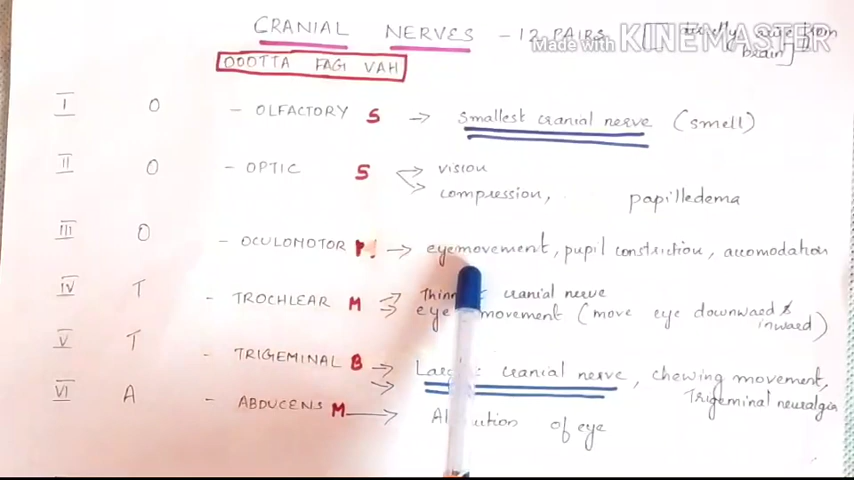 CRANIAL NERVES - 12 PAIRS
Made with KINEMASTER
from
brain]
OOOTTA FAGI VAH
I O - OLFACTORY S → Smallest cranial nerve (smell)
II O - OPTIC S → vision
→ compression, papilledema
III O - OCULOMOTOR → eyemovement, pupil constriction, accomodation
IV T - TROCHLEAR M → cranial nerve
→ eye movement (move eye downward &
inward)
V T - TRIGEMINAL B → cranial nerve, chewing movement,
→ Trigeminal neuralgia
VI A - ABDUCENS M → of eye